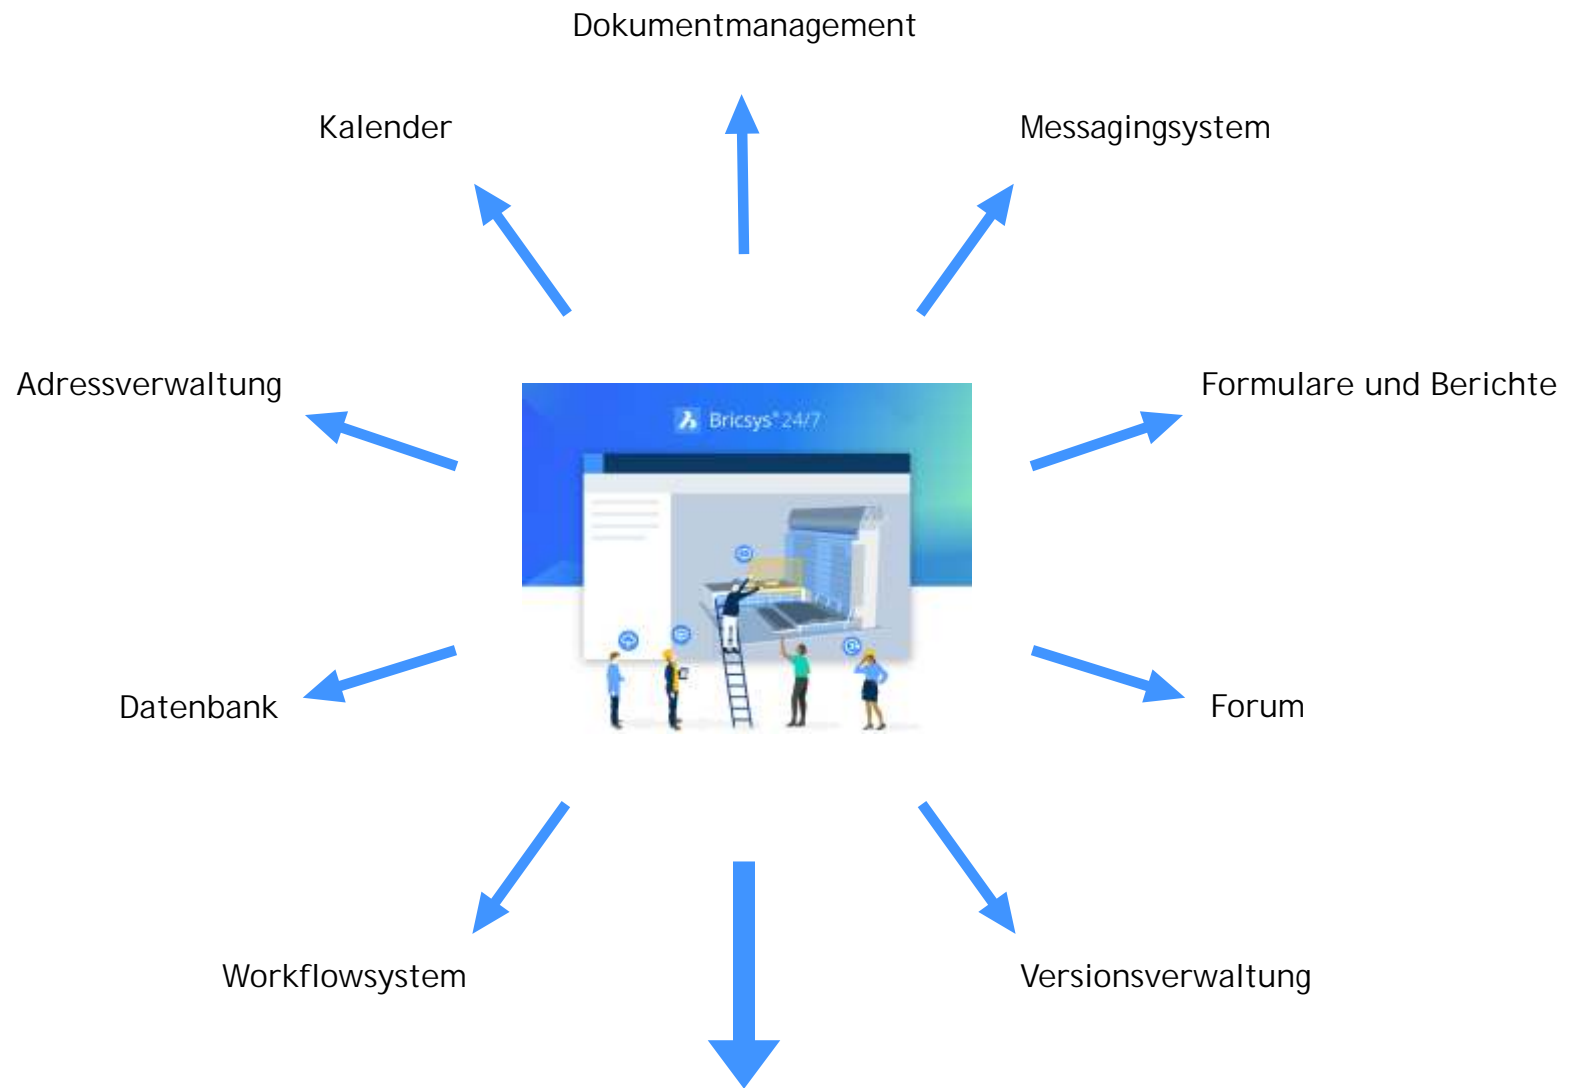 Dokumentmanagement
Kalender
Messagingsystem
Adressverwaltung
Formulare und Berichte
Bricsys® 24/7
Datenbank
Forum
Workflowsystem
Versionsverwaltung